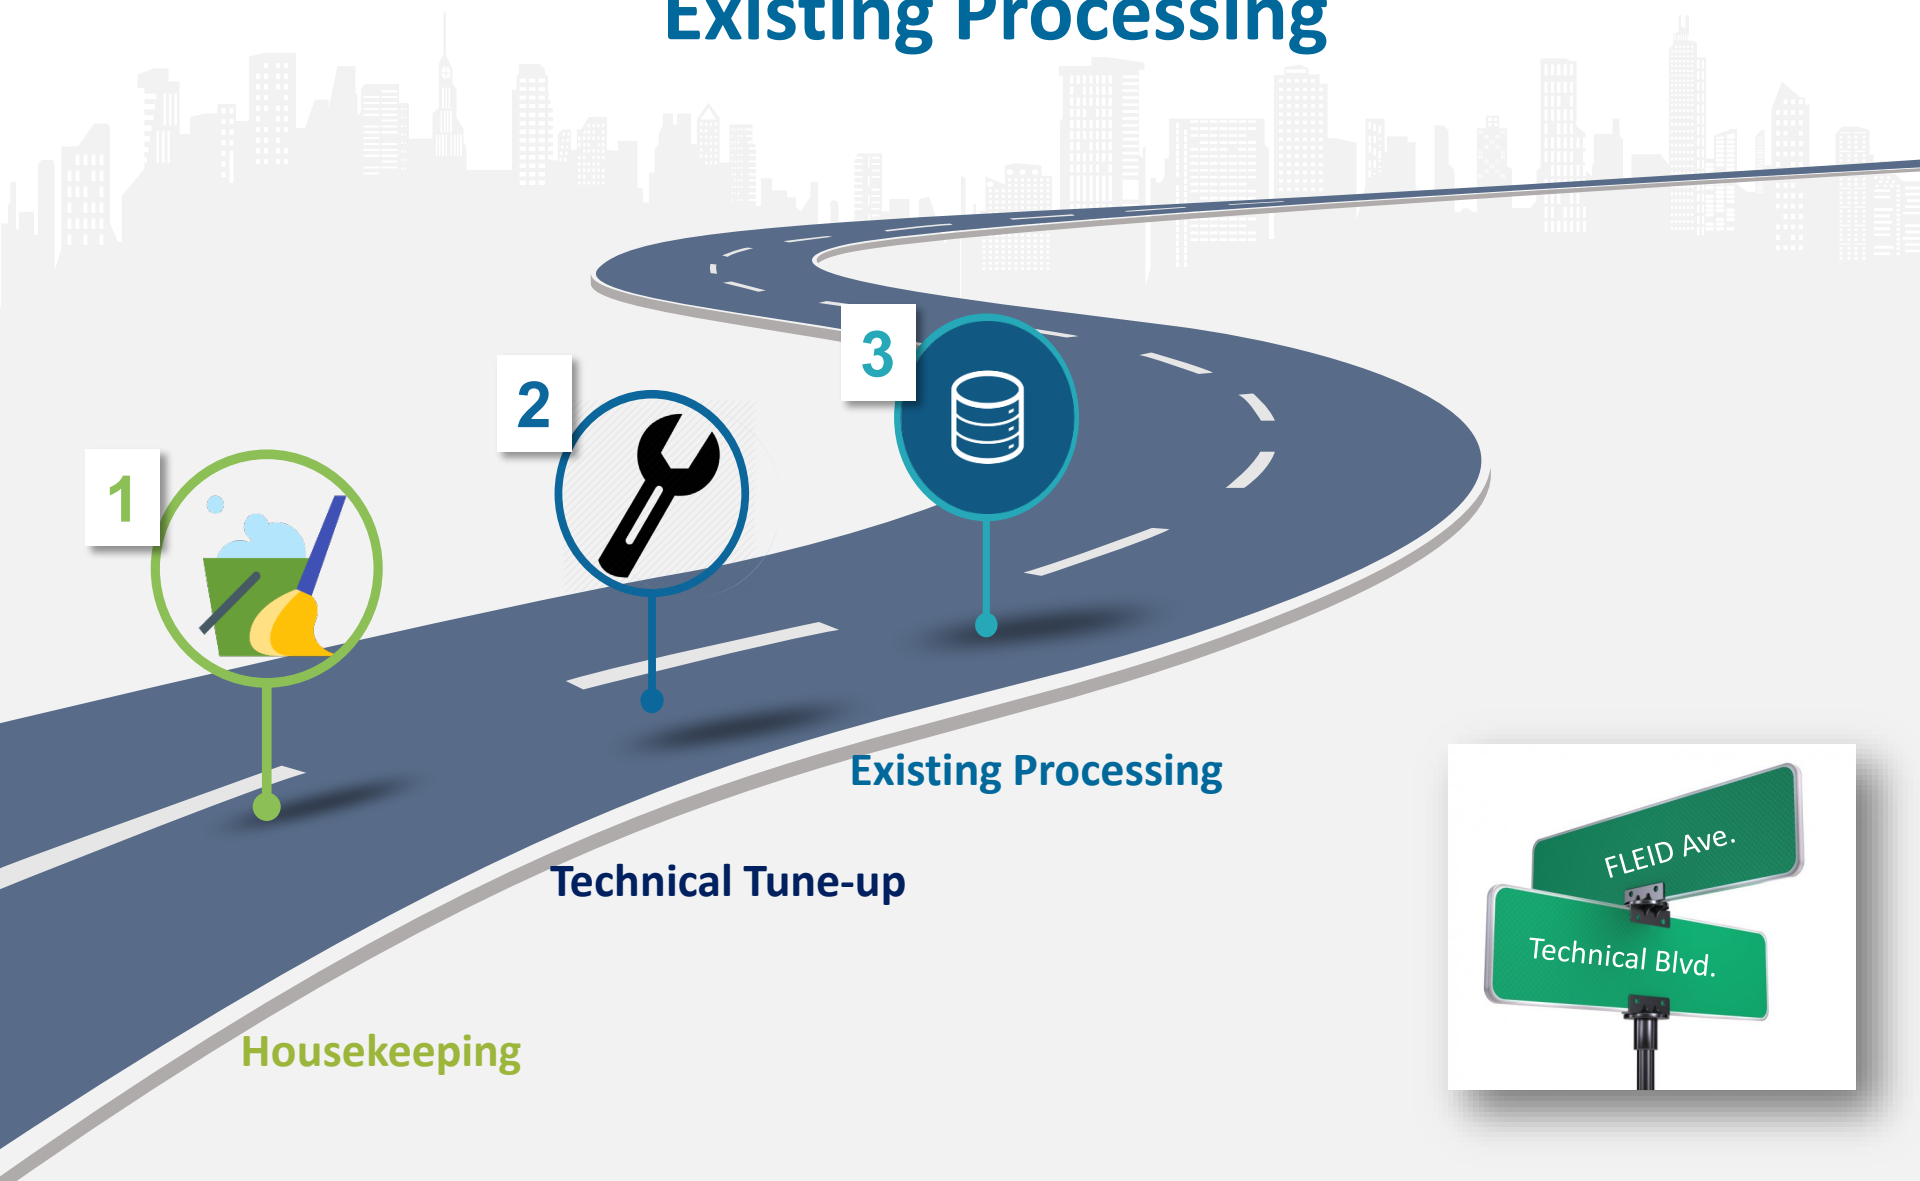 Existing Processing
3
2
1
Existing Processing
Technical Tune-up
Housekeeping
FLEID Ave.
Technical Blvd.